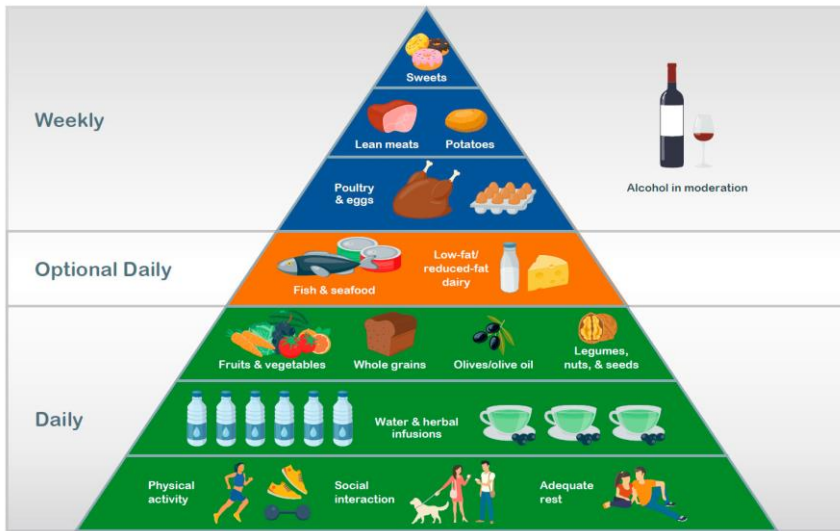 Sweets
Weekly
Lean meats
Potatoes
Poultry
& eggs
Alcohol in moderation
Optional Daily
Fish & seafood
Low-fat/
reduced-fat
dairy
Fruits & vegetables
Whole grains
Olives/olive oil
Legumes,
nuts, & seeds
Daily
Water & herbal
infusions
Physical
activity
Social
interaction
Adequate
rest